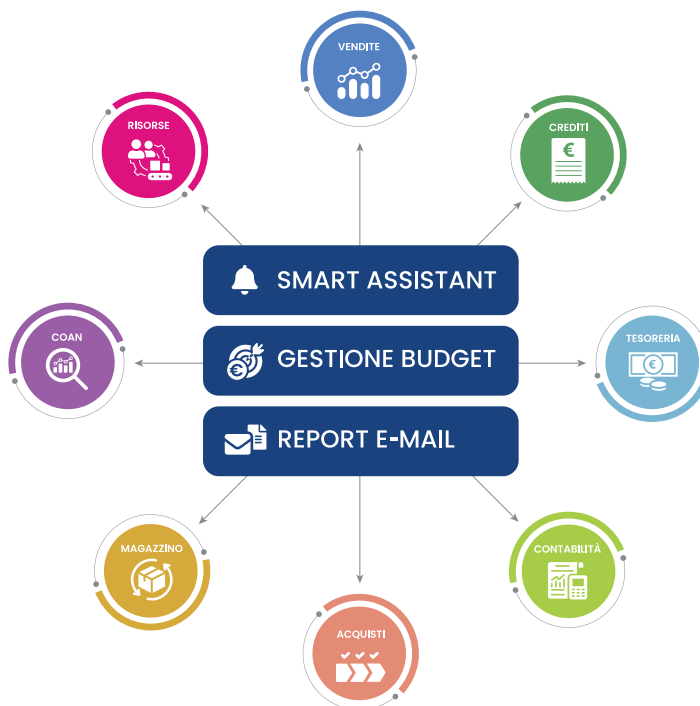 VENDITE
RISORSE
CREDITI
SMART ASSISTANT
COAN
GESTIONE BUDGET
TESORERIA
REPORT E-MAIL
MAGAZZINO
CONTABILITÀ
ACQUISTI